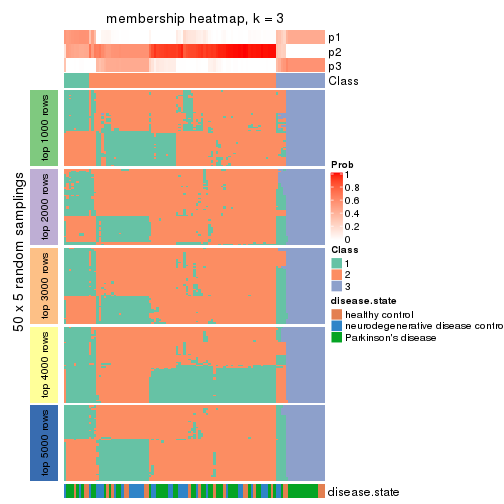 membership heatmap, k = 3
p1
p2
p3
Class
50 x 5 random samplings
top 1000 rows
top 2000 rows
top 3000 rows
top 4000 rows
top 5000 rows
Prob
1
0.8
0.6
0.4
0.2
0
Class
1
2
3
disease.state
healthy control
neurodegenerative disease contro
Parkinson's disease
disease.state